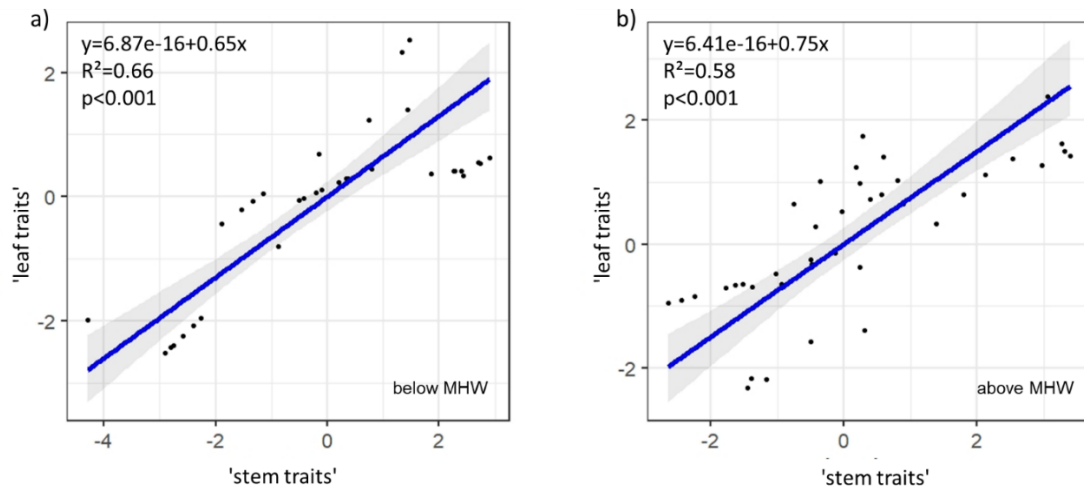 a)
y=6.87e-16+0.65x
R²=0.66
p<0.001
2
0
-2
'leaf traits'
below MHW
-4
-2
0
2
'stem traits'
b)
y=6.41e-16+0.75x
R²=0.58
p<0.001
2
0
-2
'leaf traits'
above MHW
-2
0
2
'stem traits'